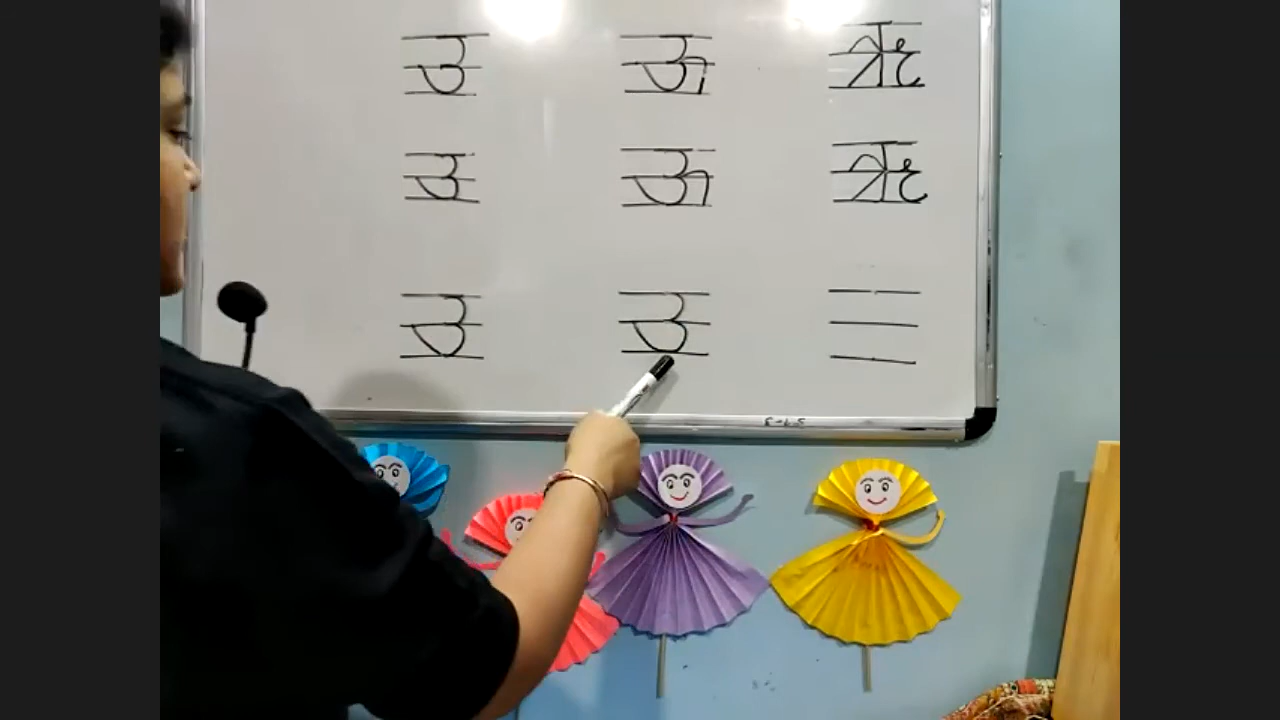 उ ऊ ऋ
उ ऊ ऋ
उ उ